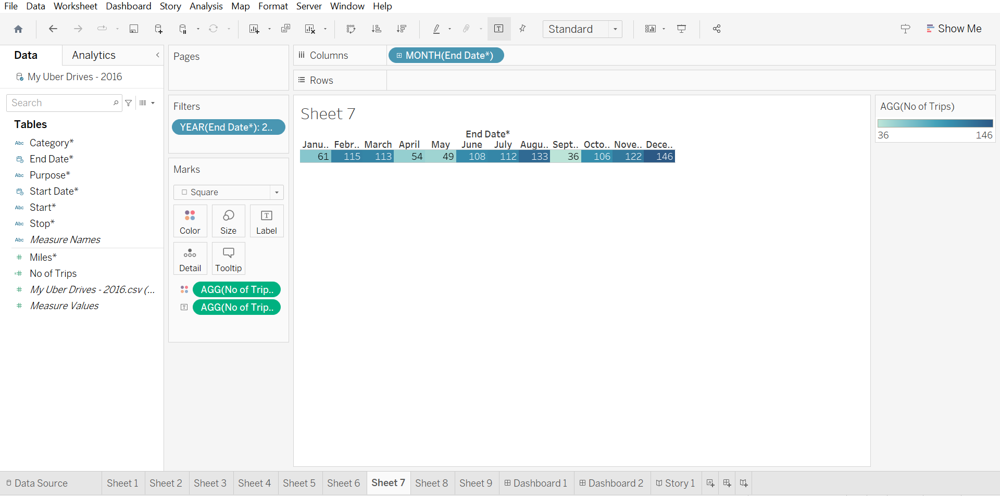 File Data Worksheet Dashboard Story Analysis Map Format Server Window Help
Standard
Show Me
Data Analytics
My Uber Drives - 2016
Search
Tables
Abc Category*
End Date*
Abc Purpose*
Start Date*
Abc Start*
Abc Stop*
Abc Measure Names
# Miles*
=# No of Trips
# My Uber Drives - 2016.csv (...
# Measure Values
Pages
Filters
YEAR(End Date*): 2..
Marks
Square
Color Size T Label
Detail Tooltip
AGG(No of Trip..
T AGG(No of Trip..
Columns MONTH(End Date*)
Rows
Sheet 7
End Date*
Janu.. Febr.. March April May June July Augu.. Sept.. Octo.. Nove.. Dece..
61 115 113 54 49 108 112 133 36 106 122 146
AGG(No of Trips)
36 146
Data Source Sheet 1 Sheet 2 Sheet 3 Sheet 4 Sheet 5 Sheet 6 Sheet 7 Sheet 8 Sheet 9 Dashboard 1 Dashboard 2 Story 1